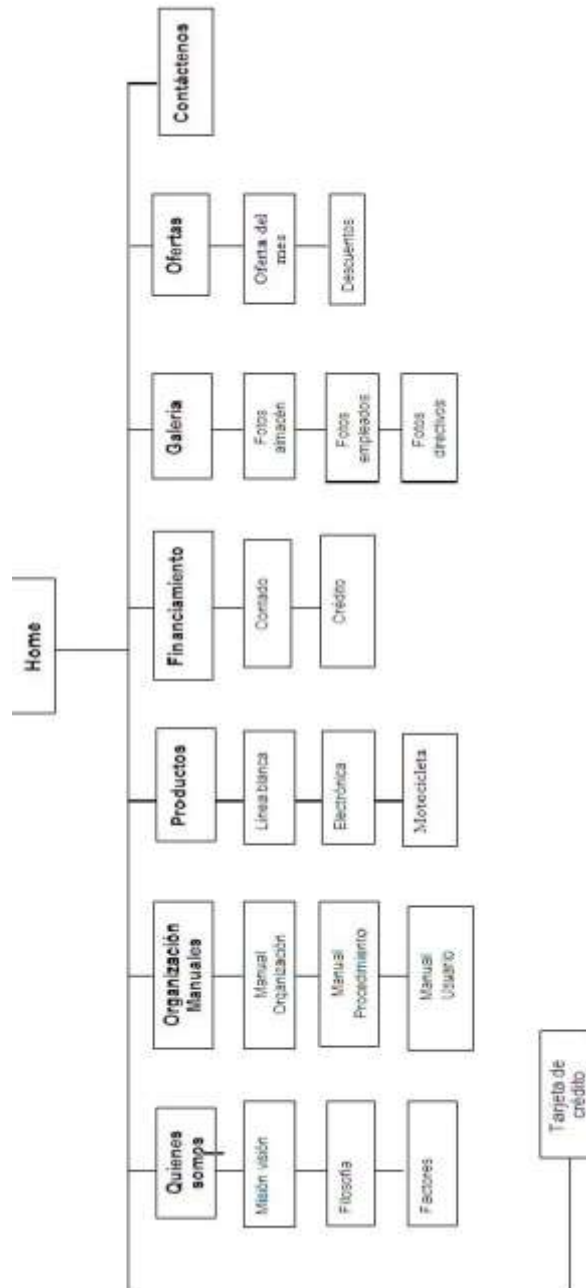 Home
Quienes
somos
Misión visión
Filosofía
Factores
Organización
Manuales
Manual
Organización
Manual
Procedimiento
Manual
Usuario
Productos
Línea blanca
Electrónica
Motocicleta
Financiamiento
Contado
Crédito
Galería
Fotos
almacén
Fotos
empleados
Fotos
directivos
Ofertas
Oferta del
mes
Descuentos
Contáctenos
Tarjeta de
crédito